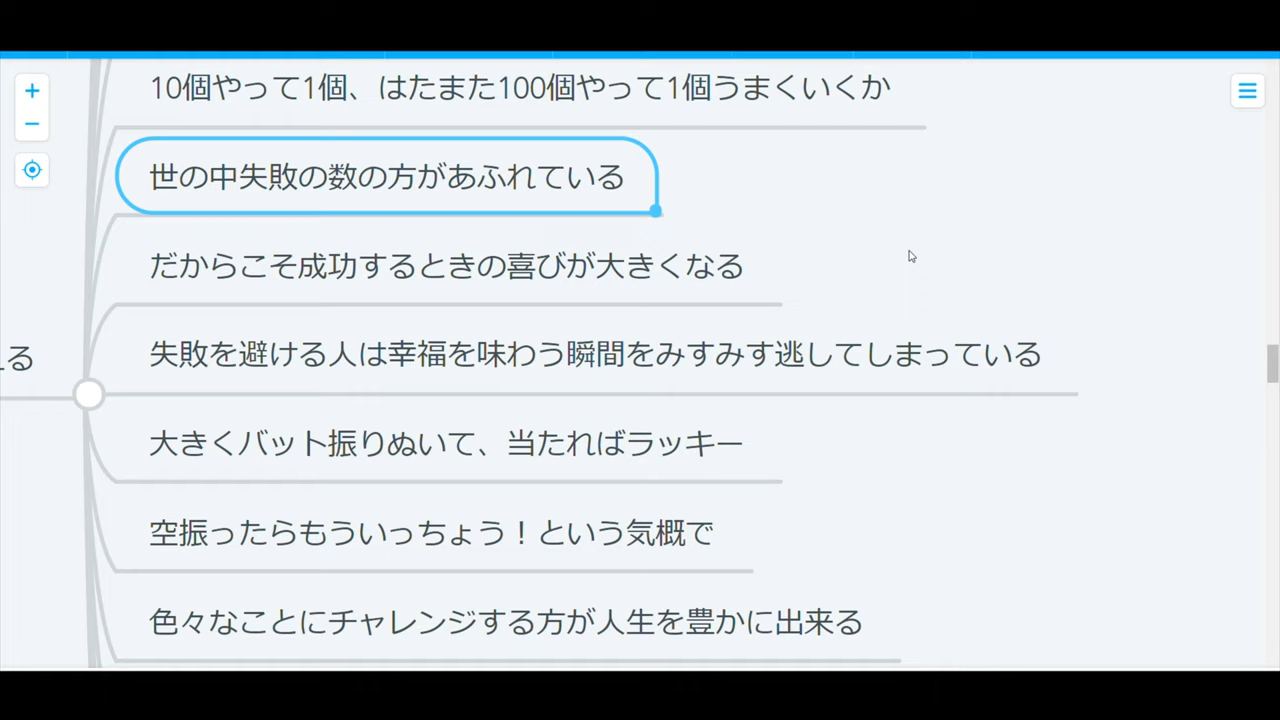 10個やって1個、はたまた100個やって1個うまくいくか
世の中失敗の数の方があふれている
だからこそ成功するときの喜びが大きくなる
失敗を避ける人は幸福を味わう瞬間をみすみす逃してしまっている
大きくバット振りぬいて、当たればラッキー
空振ったらもういっちょう！という気概で
色々なことにチャレンジする方が人生を豊かに出来る
る